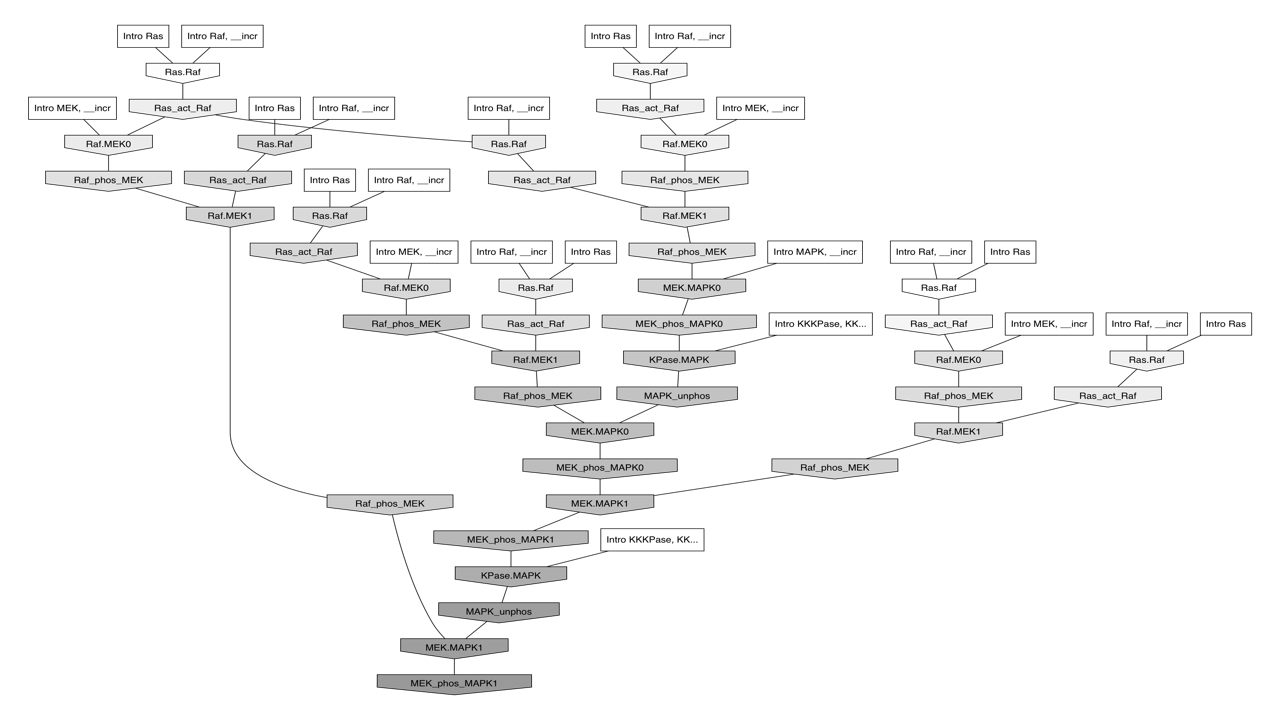 Intro Ras
Intro Raf, __incr
Intro Ras
Intro Raf, __incr
Ras.Raf
Ras.Raf
Intro MEK, __incr
Ras_act_Raf
Intro Ras
Intro Raf, __incr
Intro Raf, __incr
Ras_act_Raf
Intro MEK, __incr
Raf.MEK0
Ras.Raf
Ras.Raf
Raf.MEK0
Raf_phos_MEK
Ras_act_Raf
Intro Ras
Intro Raf, __incr
Ras_act_Raf
Raf_phos_MEK
Raf.MEK1
Ras.Raf
Raf.MEK1
Ras_act_Raf
Intro MEK, __incr
Intro Raf, __incr
Intro Ras
Raf_phos_MEK
Intro MAPK, __incr
Intro Raf, __incr
Intro Ras
Raf.MEK0
Ras.Raf
MEK.MAPK0
Ras.Raf
Raf_phos_MEK
Ras_act_Raf
MEK_phos_MAPK0
Intro KKKPase, KK...
Ras_act_Raf
Intro MEK, __incr
Intro Raf, __incr
Intro Ras
Raf.MEK1
KPase.MAPK
Raf.MEK0
Ras.Raf
Raf_phos_MEK
MAPK_unphos
Raf_phos_MEK
Ras_act_Raf
MEK.MAPK0
Raf.MEK1
MEK_phos_MAPK0
Raf_phos_MEK
Raf_phos_MEK
MEK.MAPK1
MEK_phos_MAPK1
Intro KKKPase, KK...
KPase.MAPK
MAPK_unphos
MEK.MAPK1
MEK_phos_MAPK1